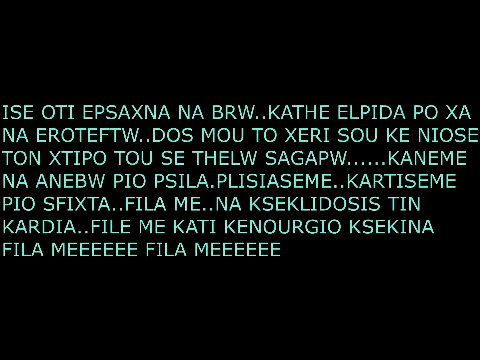 ISE OTI EPSAXNA NA BRW..KATHE ELPIDA PO XA
NA EROTEFTW..DOS MOU TO XERI SOU KE NIOSE
TON XTIPO TOU SE THELW SAGAPW......KANEME
NA ANEBW PIO PSILA.PLISIASEME..KARTISEME
PIO SFIXTA..FILA ME..NA KSEKLIDOSIS TIN
KARDIA..FILE ME KATI KENOURGIO KSEKINA
FILA MEEEEEE FILA MEEEEEE